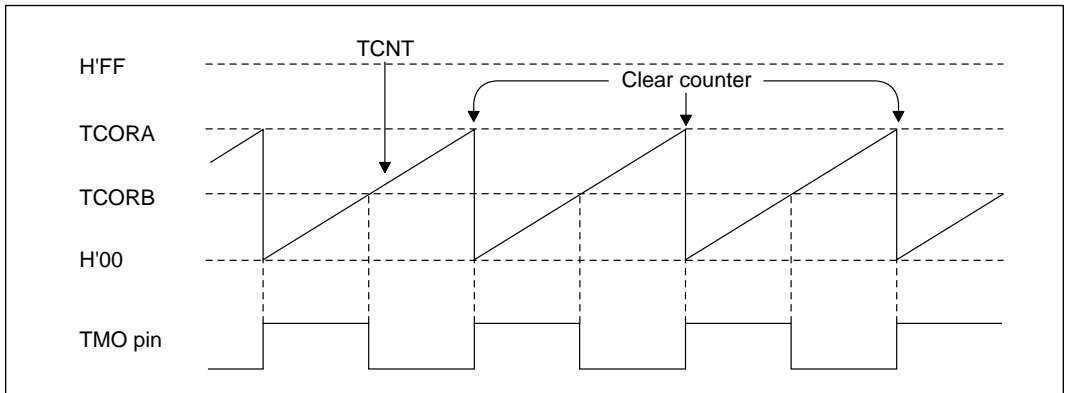 TCNT
H'FF
Clear counter
TCORA
TCORB
H'00
TMO pin